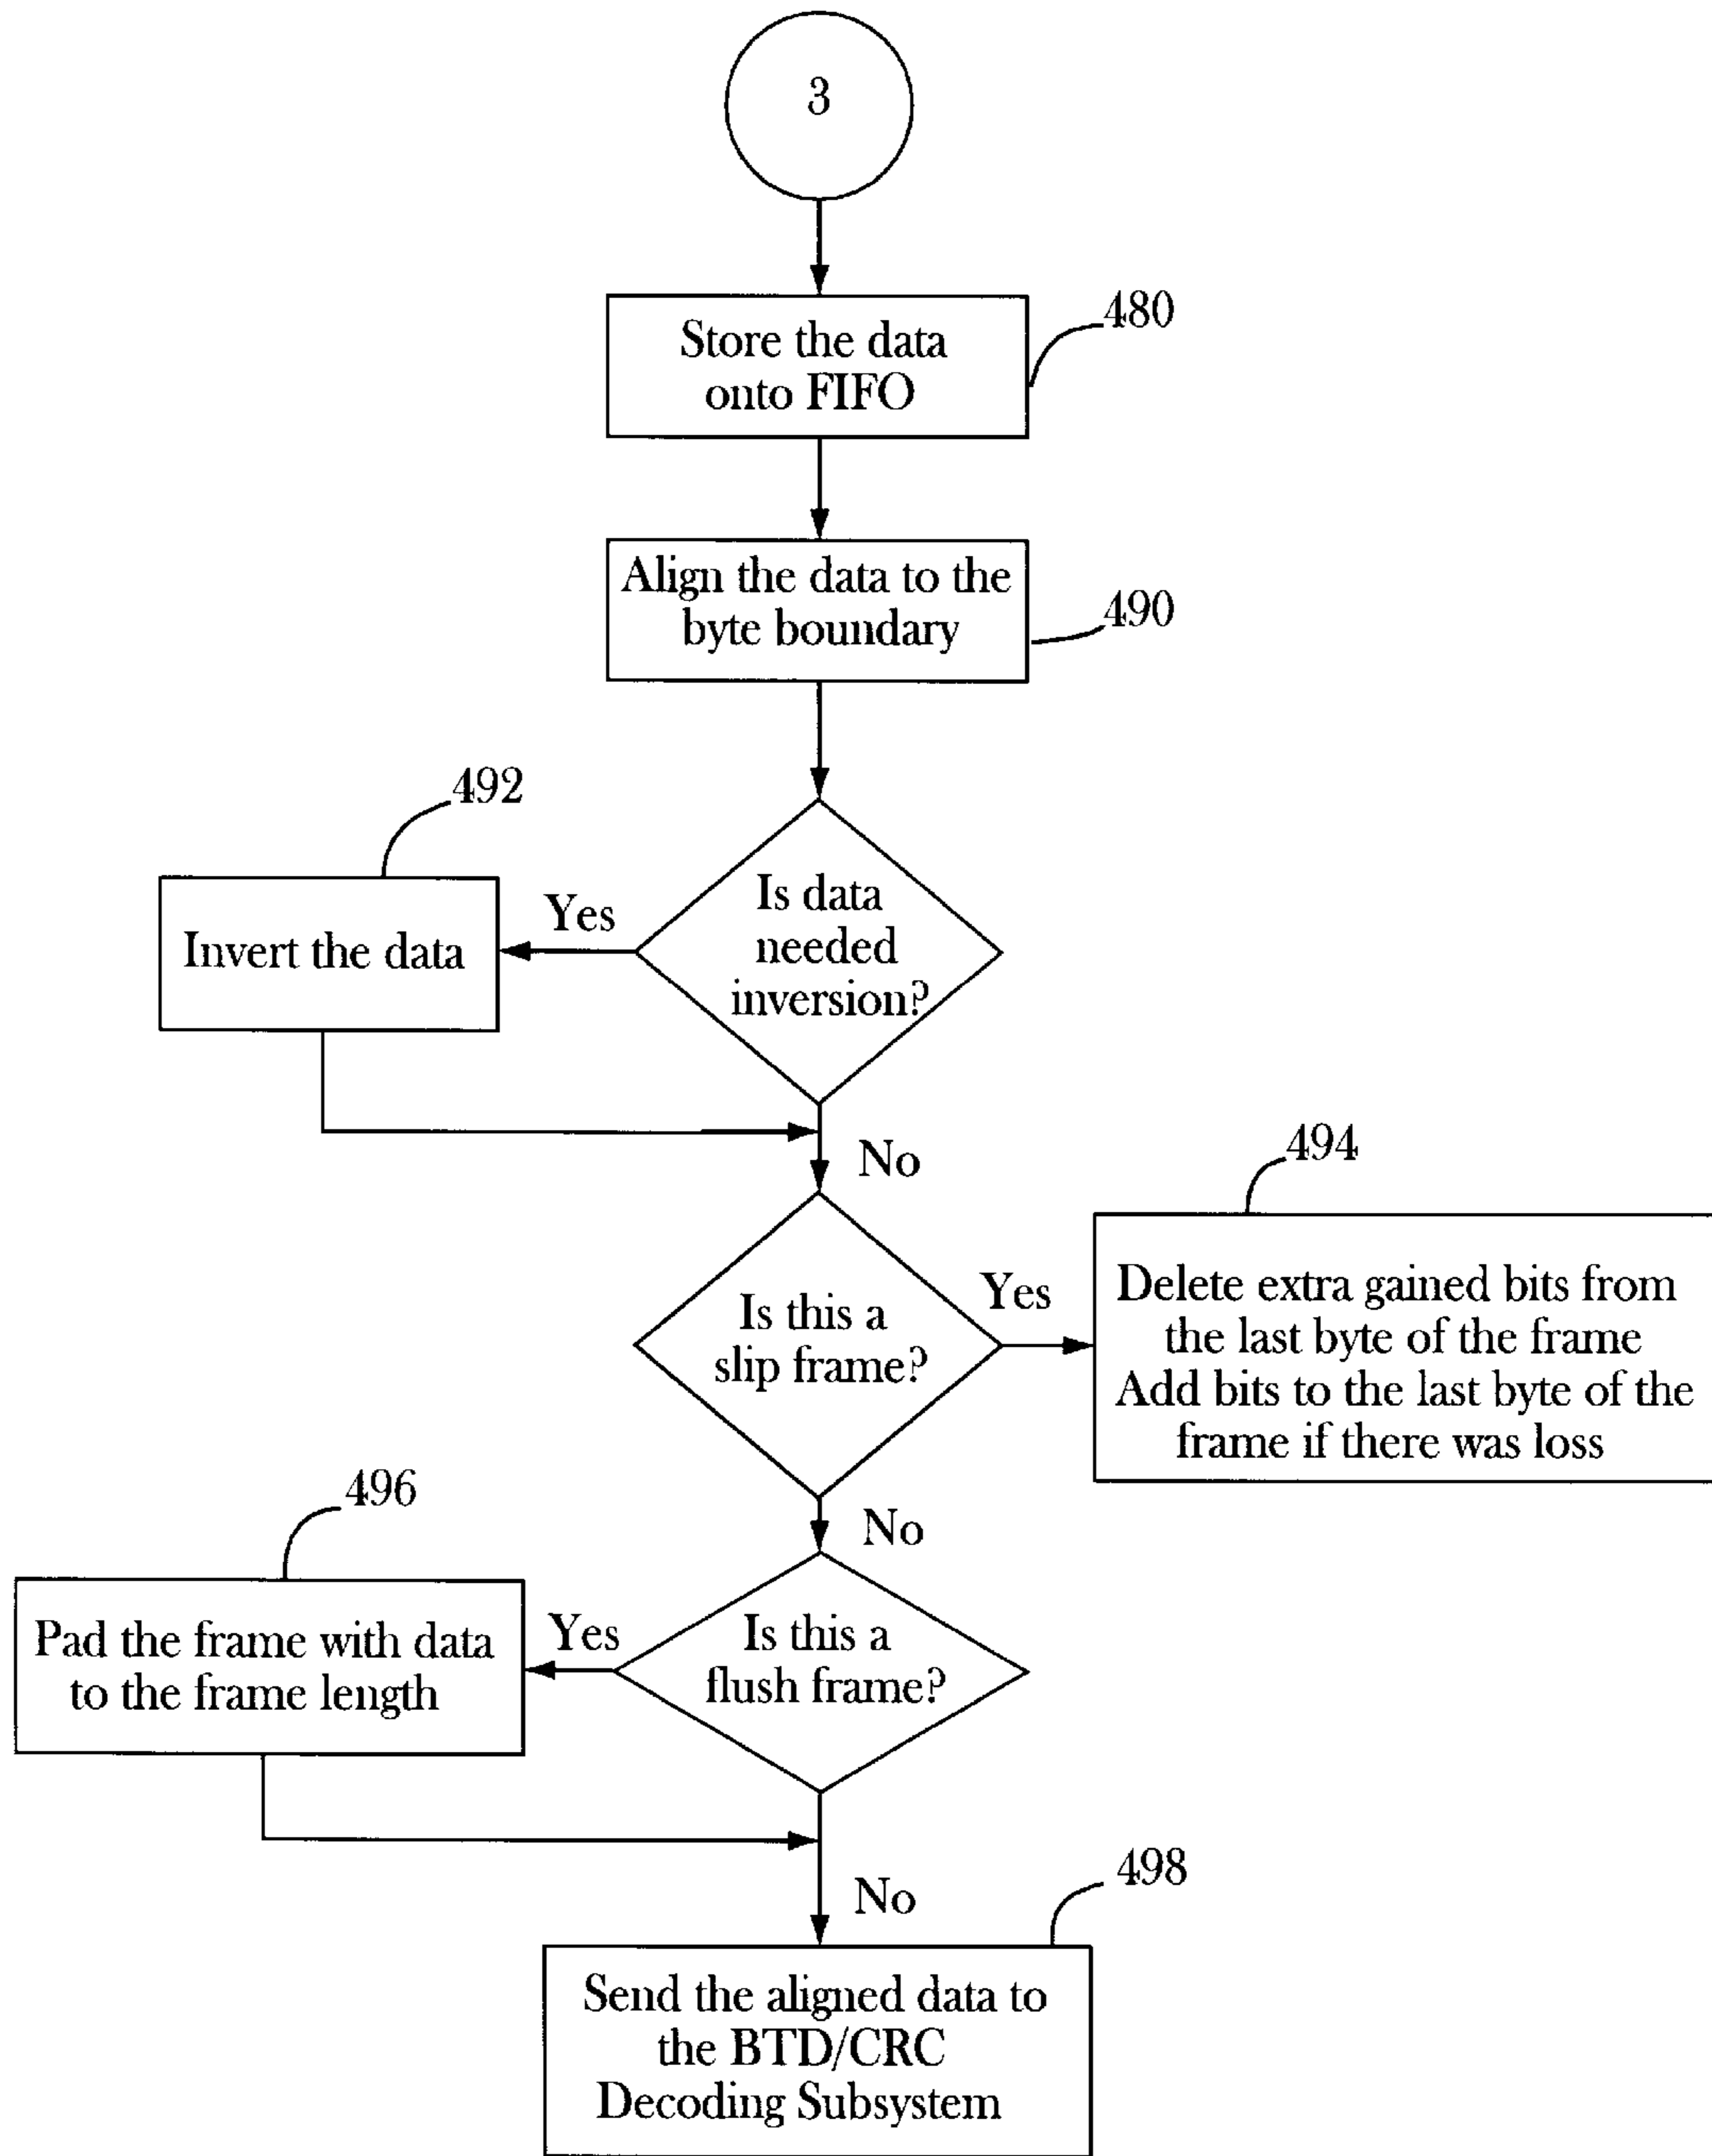 3
480
Store the data
onto FIFO
Align the data to the
byte boundary
490
492
Is data
needed
inversion?
Yes
Invert the data
No
494
Is this a
slip frame?
Yes
Delete extra gained bits from
the last byte of the frame
Add bits to the last byte of the
frame if there was loss
No
496
Is this a
flush frame?
Yes
Pad the frame with data
to the frame length
498
No
Send the aligned data to
the BTD/CRC
Decoding Subsystem